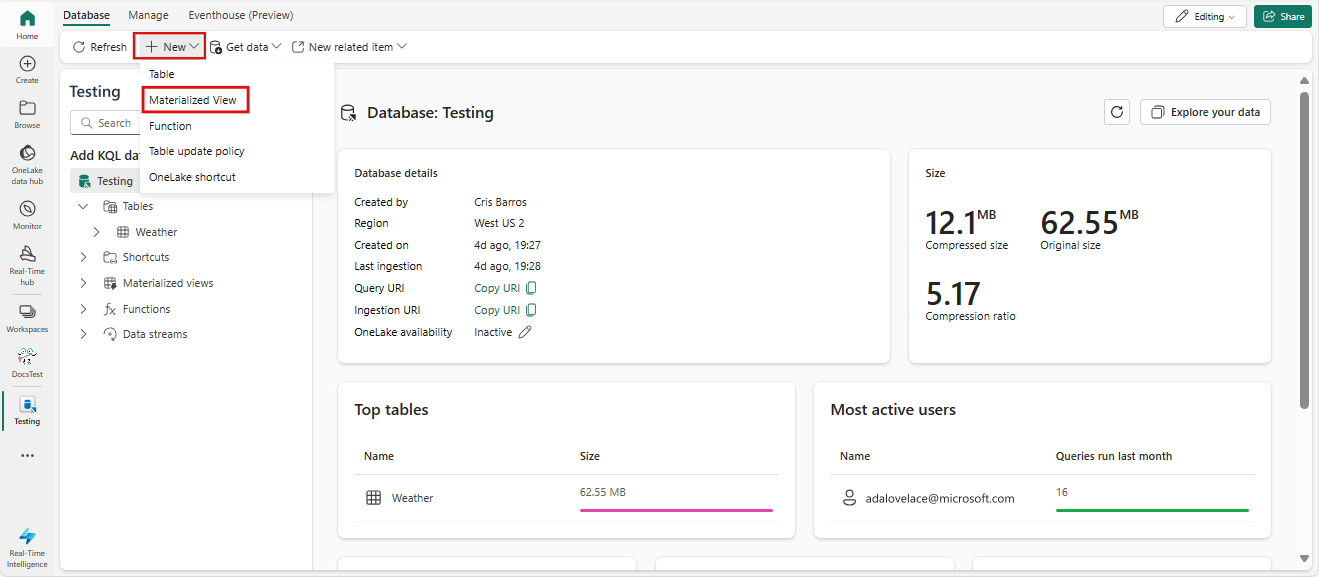 Home
Create
Browse
OneLake
data hub
Monitor
Real-Time
hub
Workspaces
DocsTest
Testing
Real-Time
Intelligence
Database Manage Eventhouse (Preview)
Editing
Share
Refresh New Get data New related item
Table
Materialized View
Function
Table update policy
OneLake shortcut
Testing
Search
Add KQL da
Testing
Tables
Weather
Shortcuts
Materialized views
Functions
Data streams
Database: Testing
Explore your data
Database details
Created by Cris Barros
Region West US 2
Created on 4d ago, 19:27
Last ingestion 4d ago, 19:28
Query URI Copy URI
Ingestion URI Copy URI
OneLake availability Inactive
Size
12.1 MB 62.55 MB
Compressed size Original size
5.17
Compression ratio
Top tables
Name Size
Weather 62.55 MB
Most active users
Name Queries run last month
adalovelace@microsoft.com 16